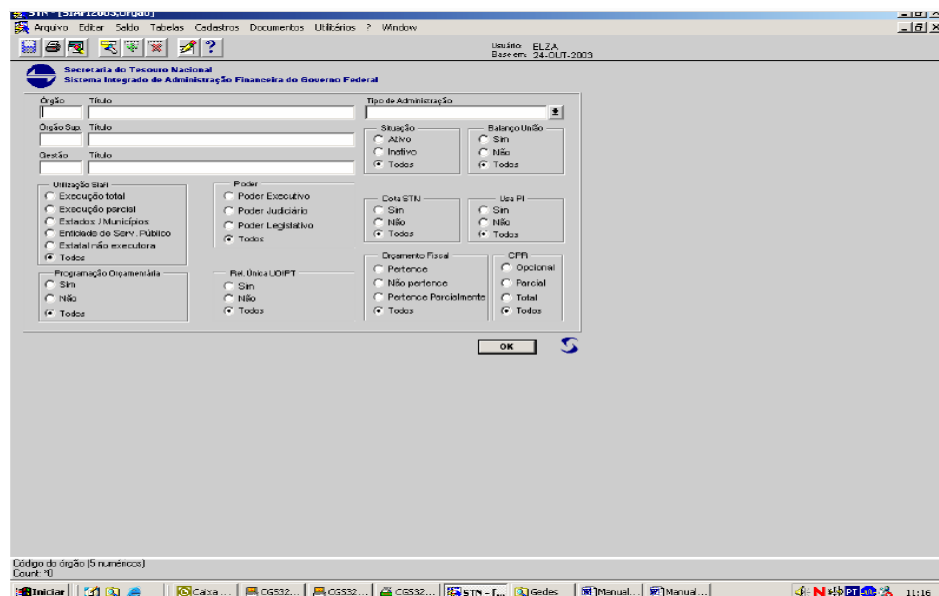 STN - [SIAFI2003,Órgão]
Arquivo Editar Saldo Tabelas Cadastros Documentos Utilitários ? Window
Usuário: ELZA
Base em: 24-OUT-2003
Secretaria do Tesouro Nacional
Sistema Integrado de Administração Financeira do Governo Federal
Órgão Título Tipo de Administração
Órgão Sup. Título
Gestão Título
Situação
Ativo
Inativo
Todos
Balanço União
Sim
Não
Todos
Utilização Siafi
Execução total
Execução parcial
Estados / Municípios
Entidade de Serv. Público
Estatal não executora
Todos
Poder
Poder Executivo
Poder Judiciário
Poder Legislativo
Todos
Cota STN
Sim
Não
Todos
Usa PI
Sim
Não
Todos
Programação Orçamentária
Sim
Não
Todos
Rel. Única UO/PT
Sim
Não
Todos
Orçamento Fiscal
Pertence
Não pertence
Pertence Parcialmente
Todos
CPR
Opcional
Parcial
Total
Todos
OK
Código do órgão (5 numéricos)
Count: *0
Iniciar Caixa ... CGS32... CGS32... CGS32... STN - [... Gedes Manual... Manual... PT 11:16